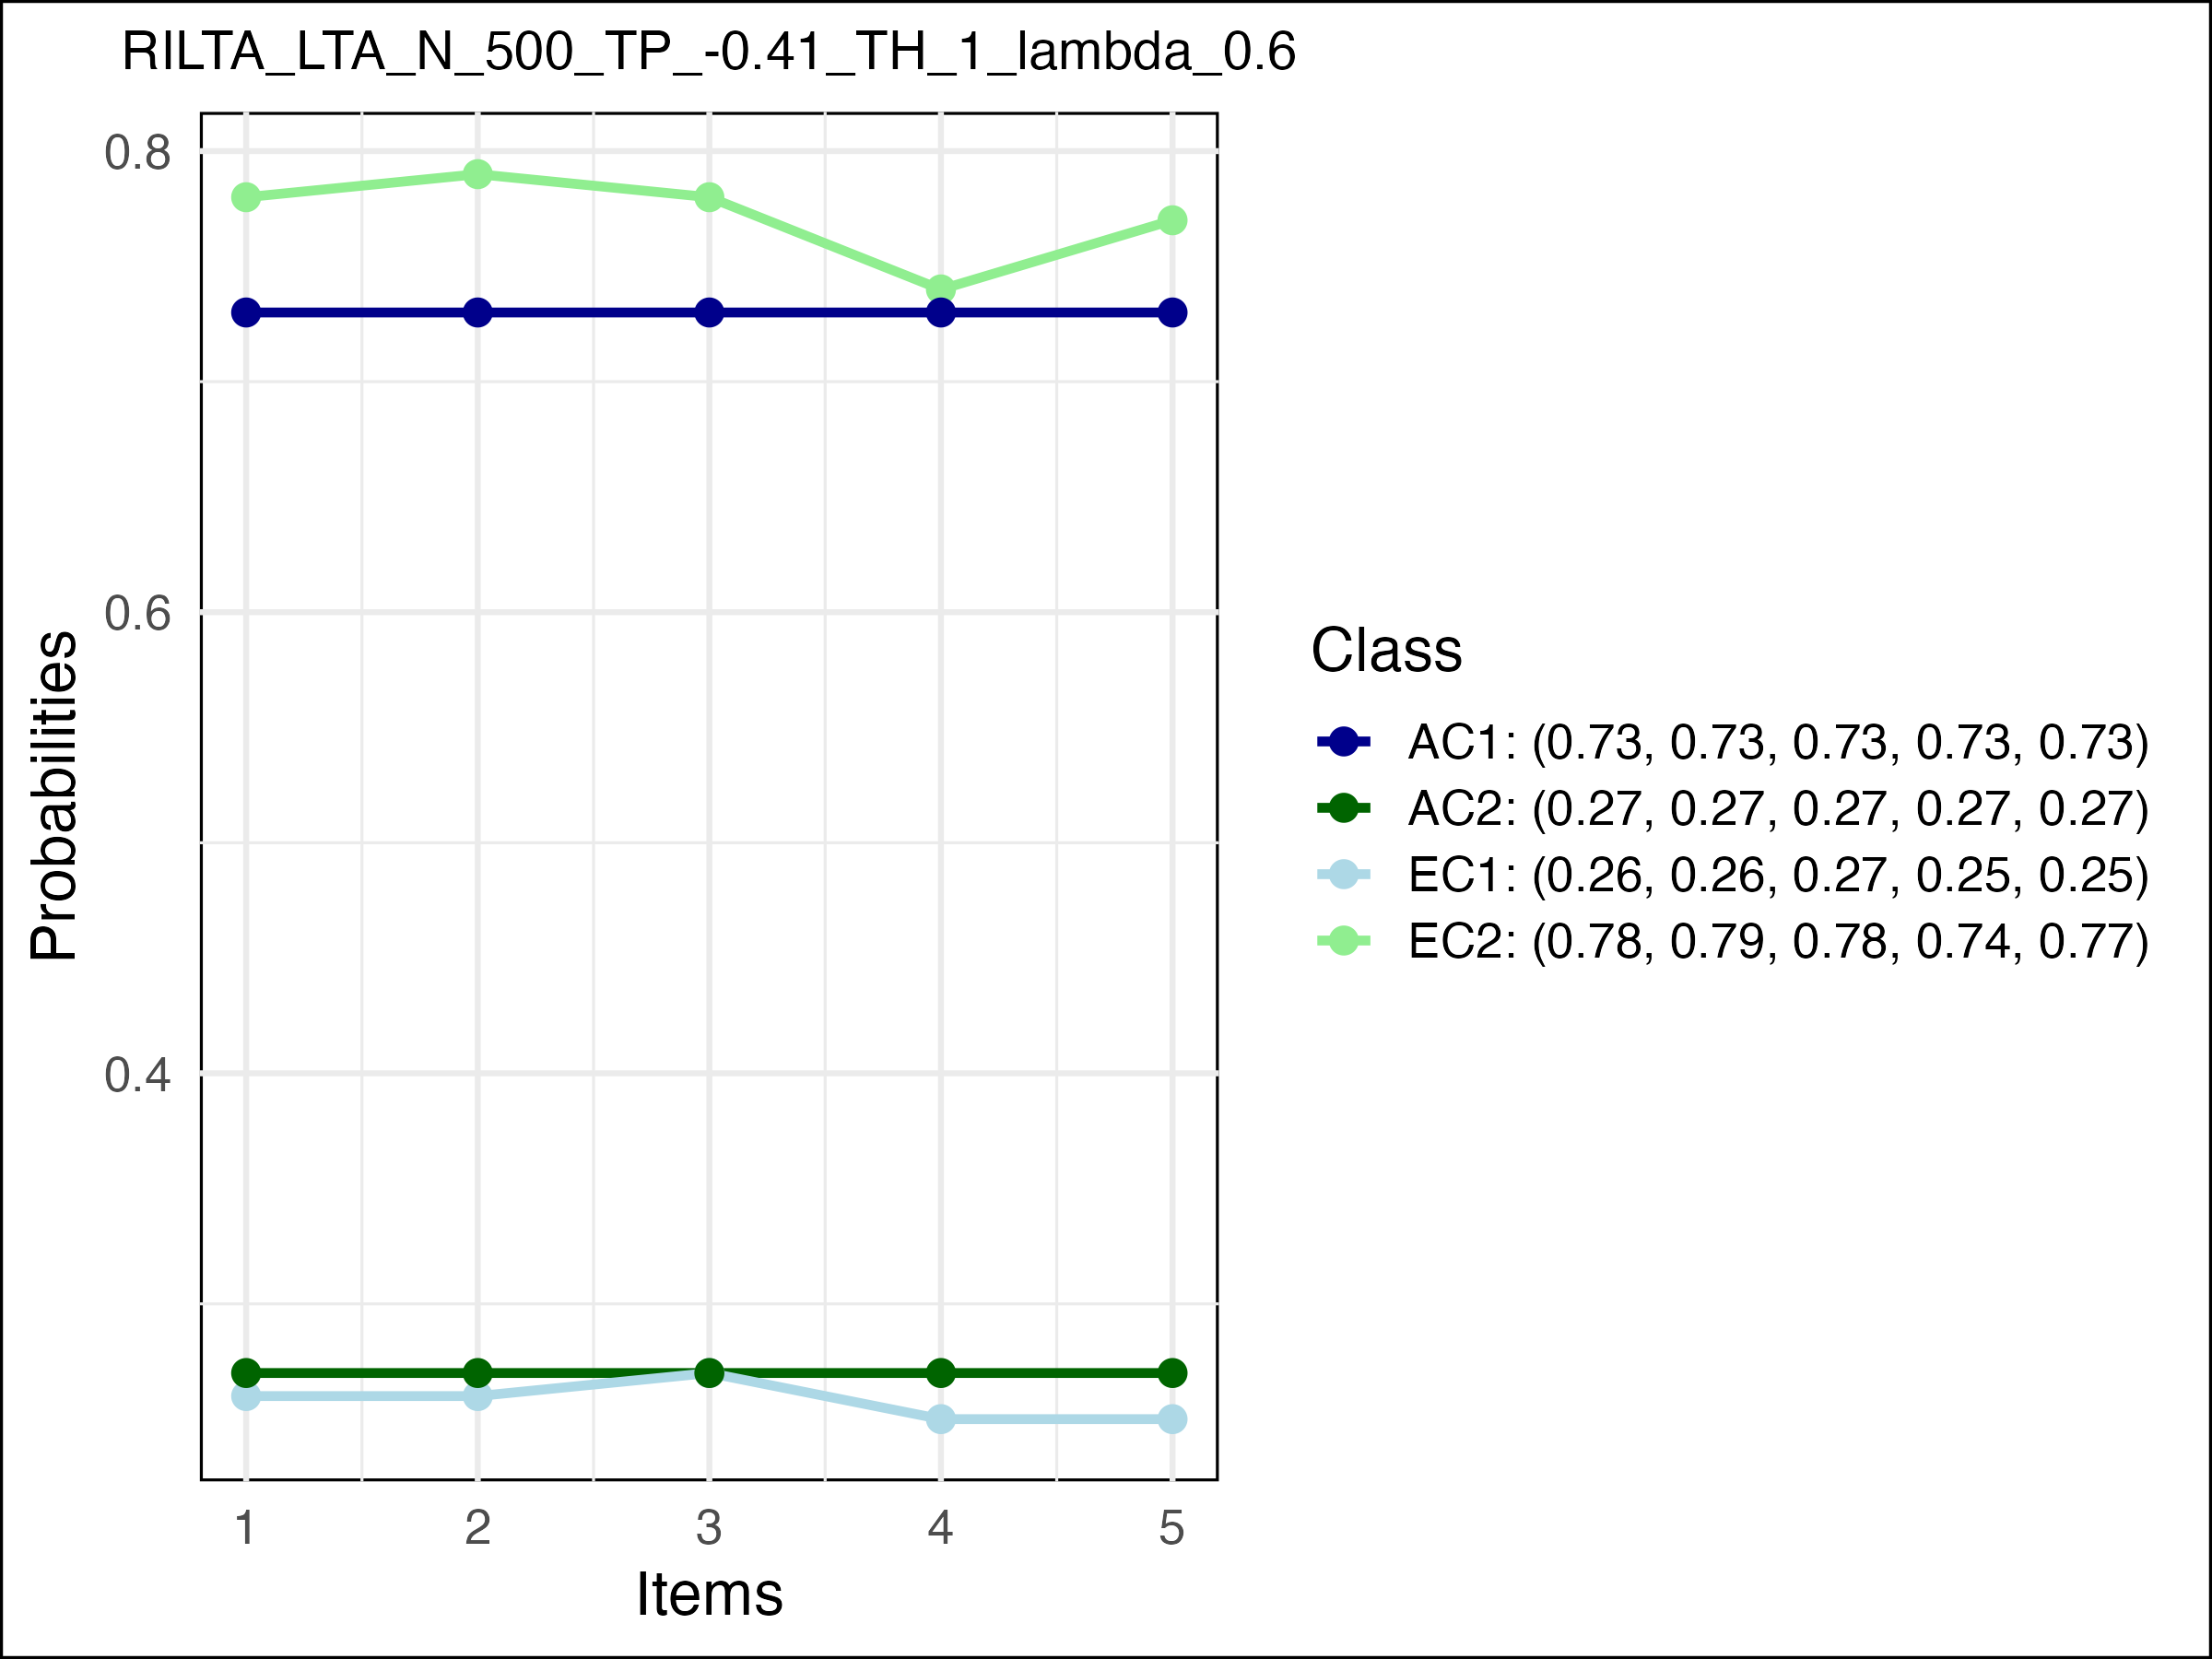 RILTA_LTA_N_500_TP_-0.41_TH_1_lambda_0.6
0.8
0.6
0.4
Probabilities
1 2 3 4 5
Items
Class
AC1: (0.73, 0.73, 0.73, 0.73, 0.73)
AC2: (0.27, 0.27, 0.27, 0.27, 0.27)
EC1: (0.26, 0.26, 0.27, 0.25, 0.25)
EC2: (0.78, 0.79, 0.78, 0.74, 0.77)